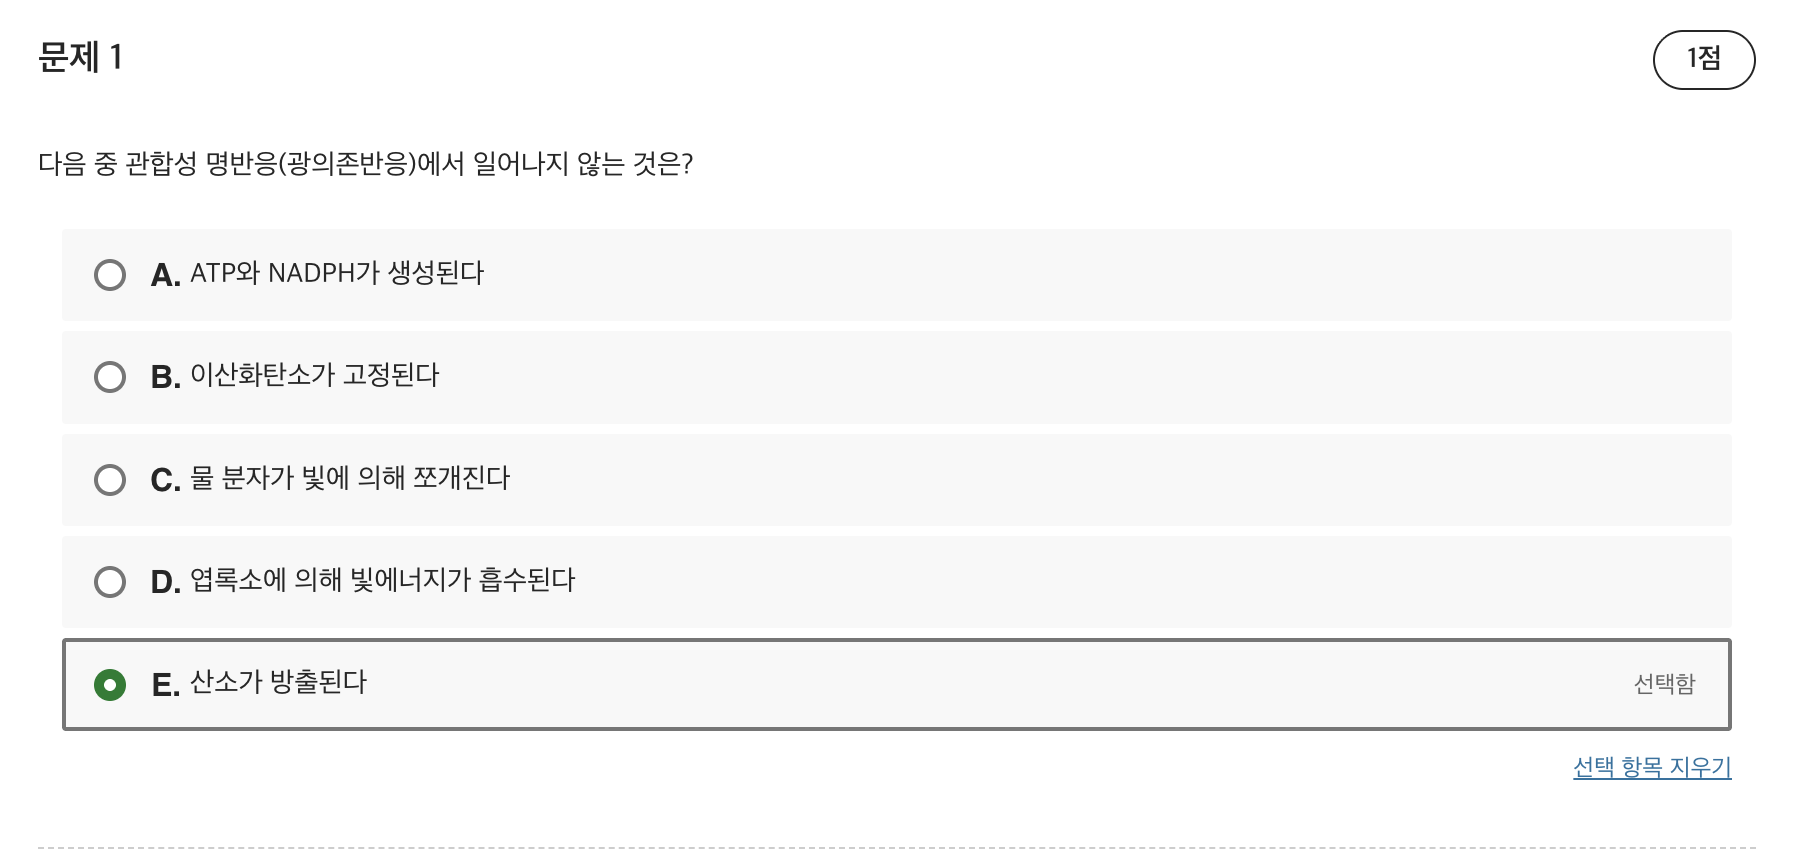 문제 1
1점
다음 중 관합성 명반응(광의존반응)에서 일어나지 않는 것은?
A. ATP와 NADPH가 생성된다
B. 이산화탄소가 고정된다
C. 물 분자가 빛에 의해 쪼개진다
D. 엽록소에 의해 빛에너지가 흡수된다
E. 산소가 방출된다
선택함
선택 항목 지우기